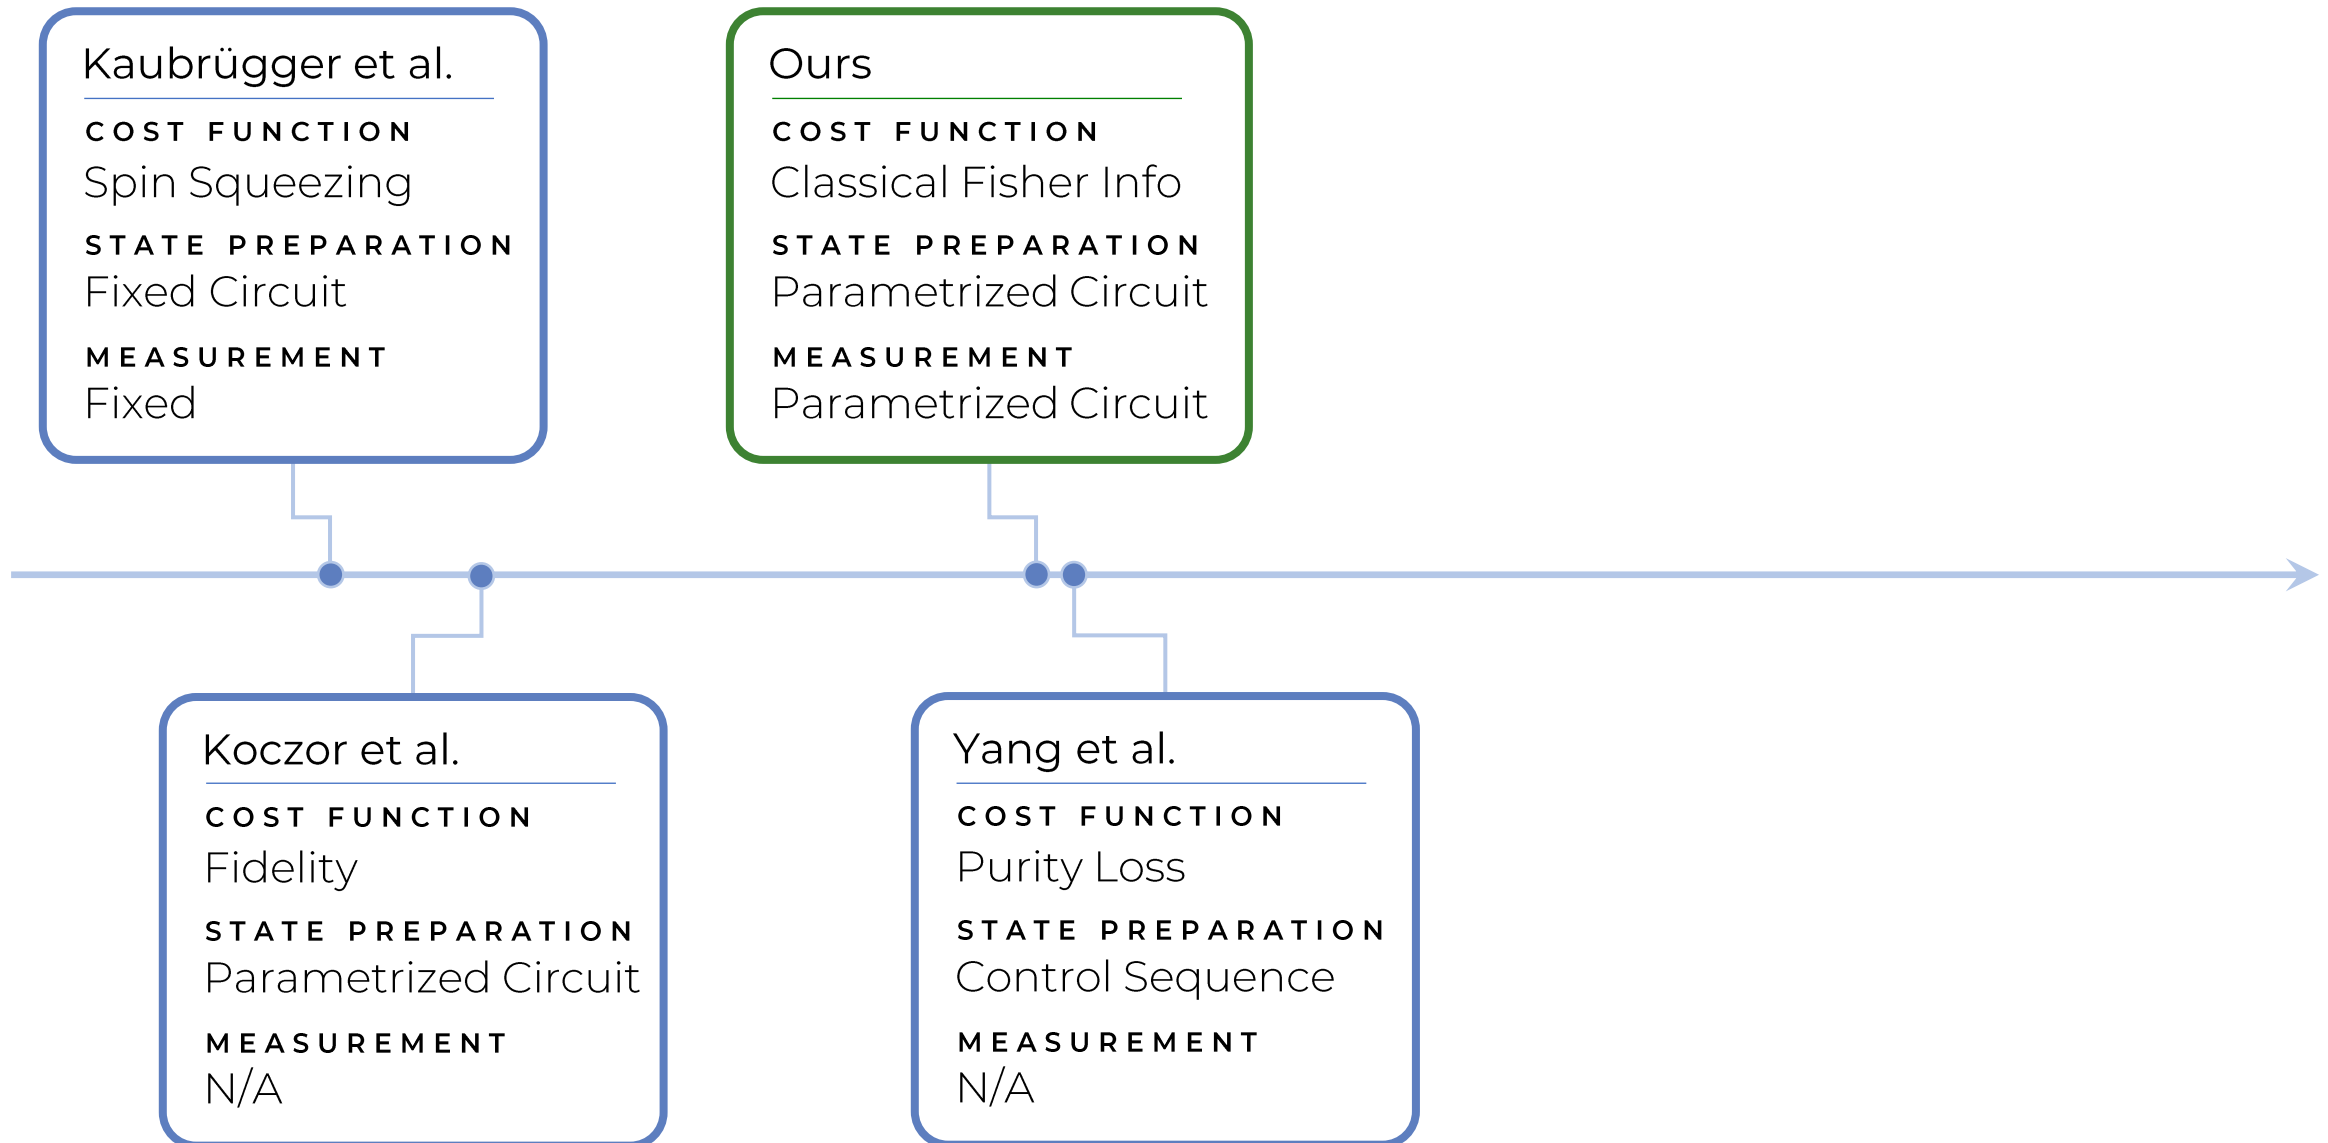 Kaubrügger et al.
COST FUNCTION
Spin Squeezing
STATE PREPARATION
Fixed Circuit
MEASUREMENT
Fixed
Ours
COST FUNCTION
Classical Fisher Info
STATE PREPARATION
Parametrized Circuit
MEASUREMENT
Parametrized Circuit
Koczor et al.
COST FUNCTION
Fidelity
STATE PREPARATION
Parametrized Circuit
MEASUREMENT
N/A
Yang et al.
COST FUNCTION
Purity Loss
STATE PREPARATION
Control Sequence
MEASUREMENT
N/A